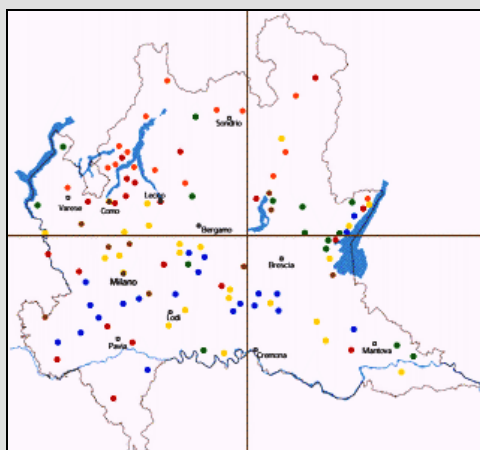 Sondrio
Lecco
Varese
Como
Bergamo
Brescia
Milano
Lodi
Pavia
Cremona
Mantova